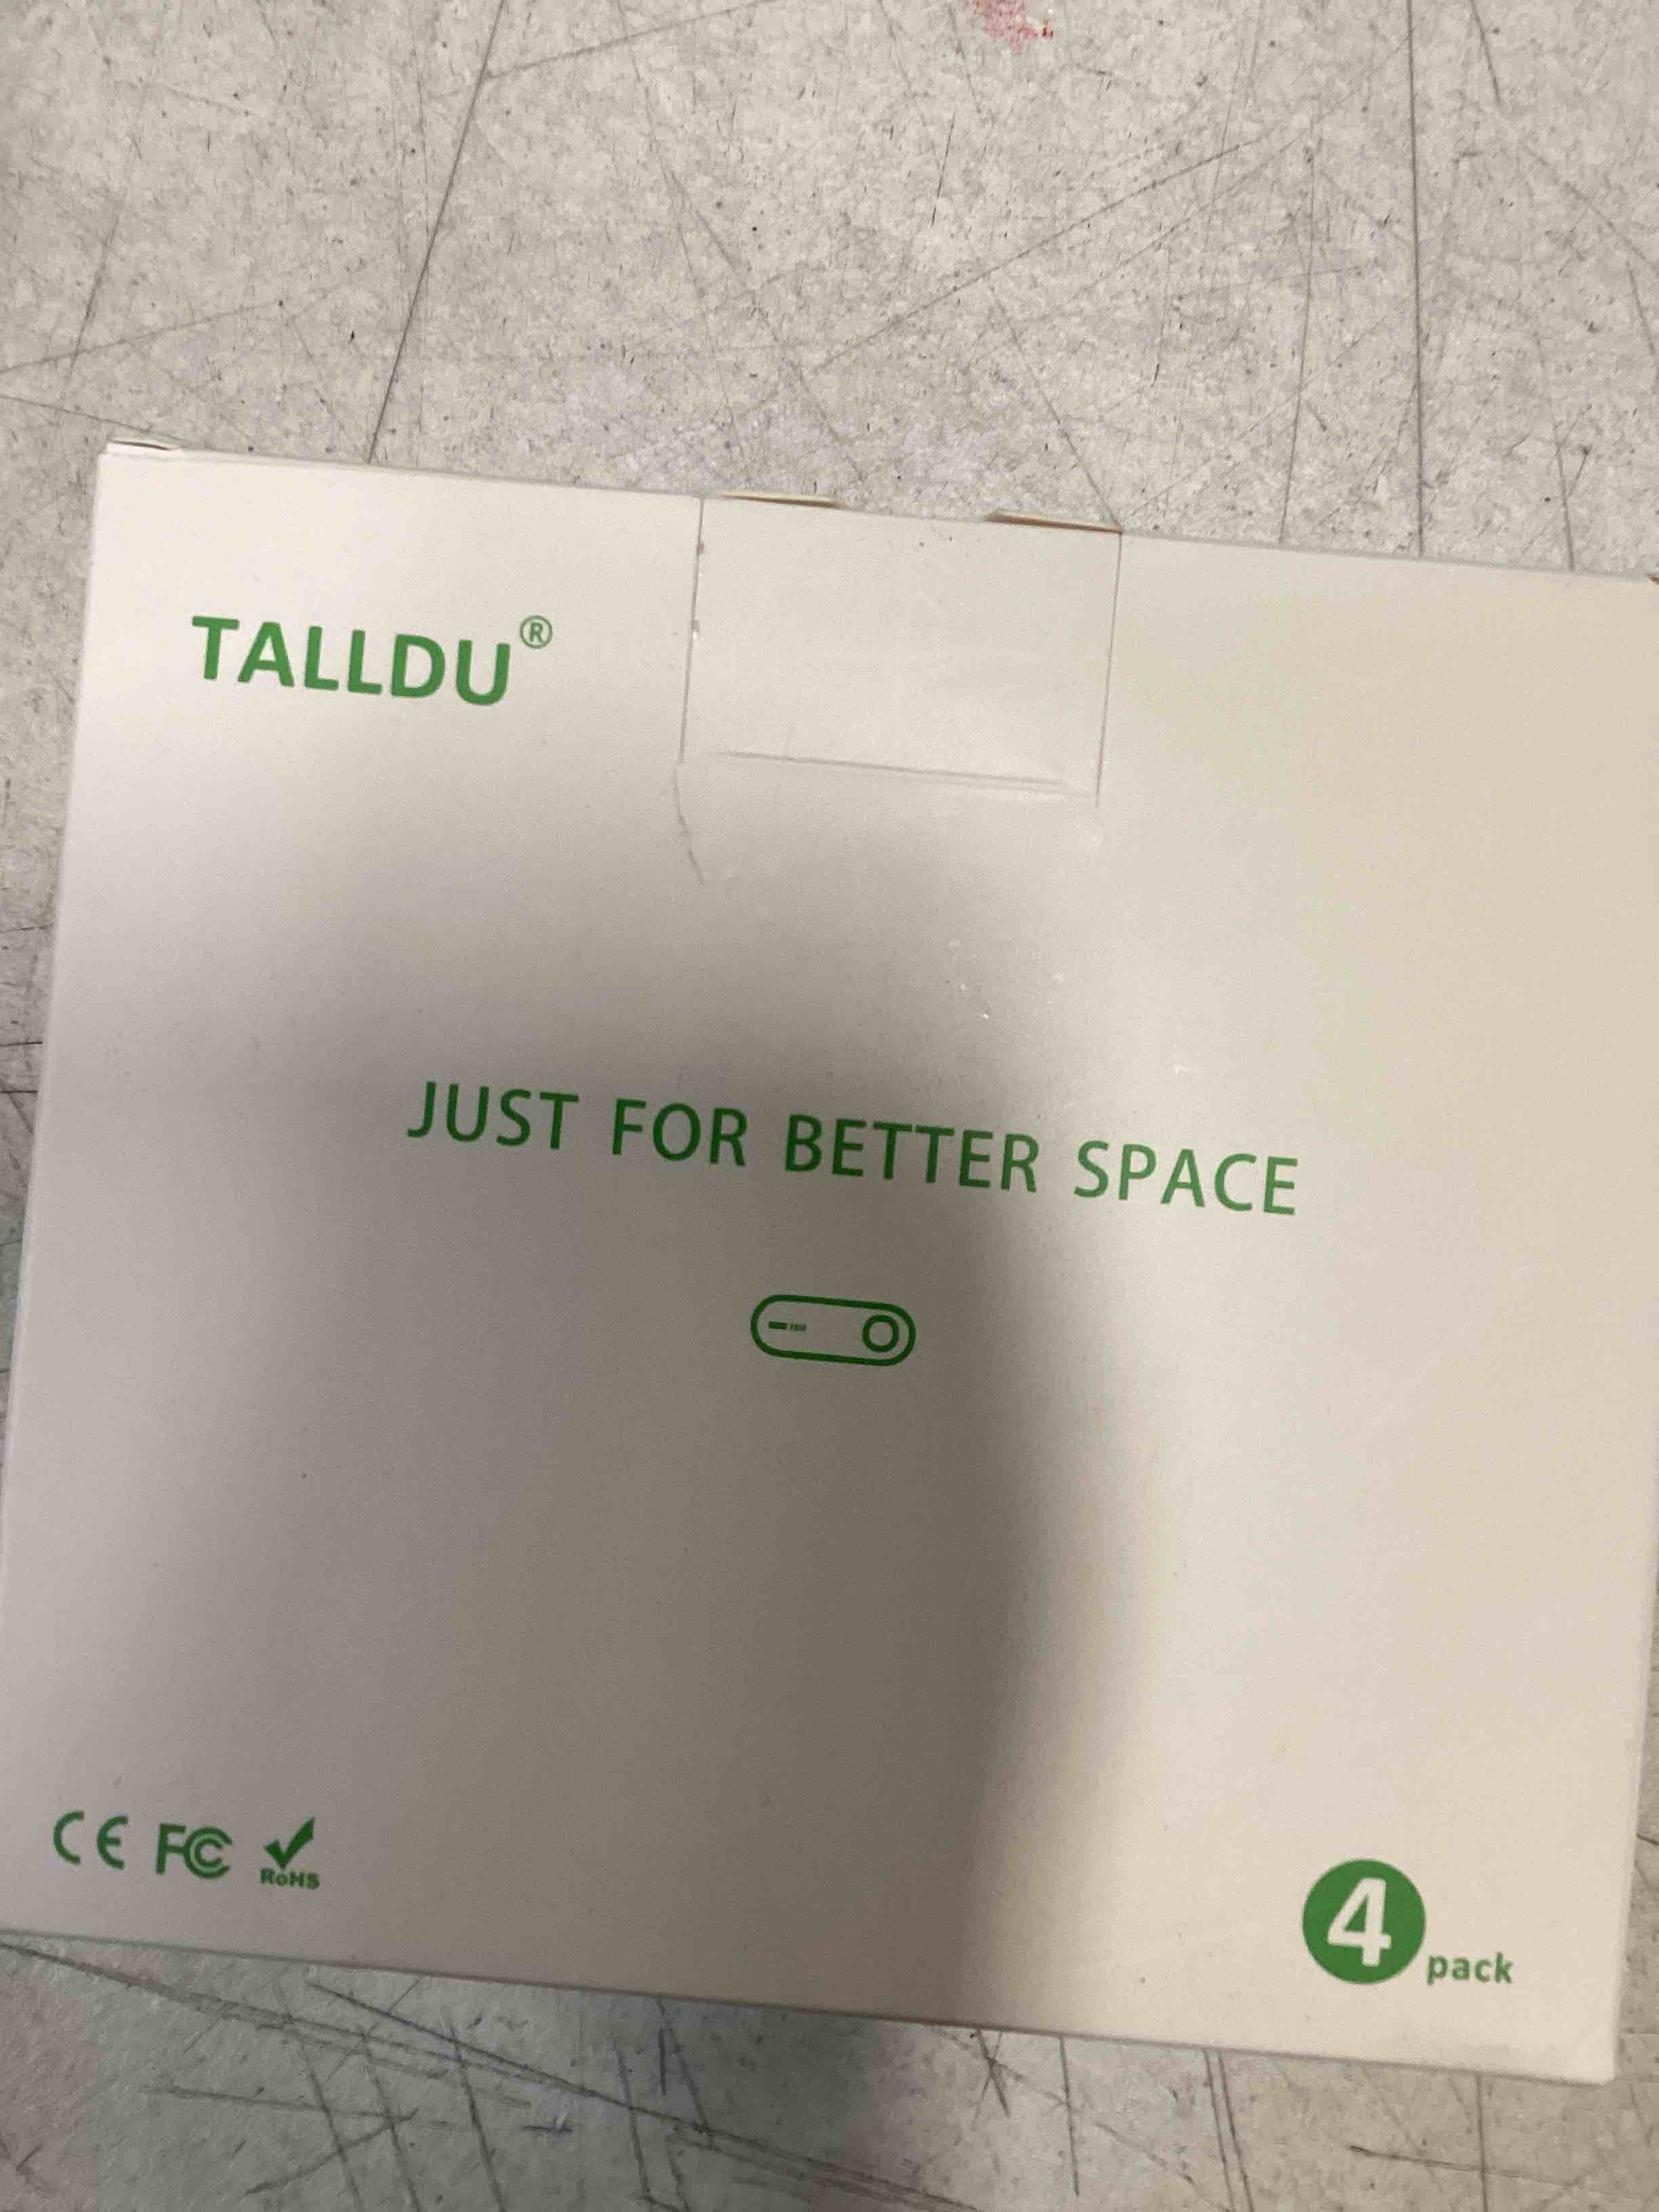 TALLDU®
JUST FOR BETTER SPACE
CE FC RoHS
4 pack